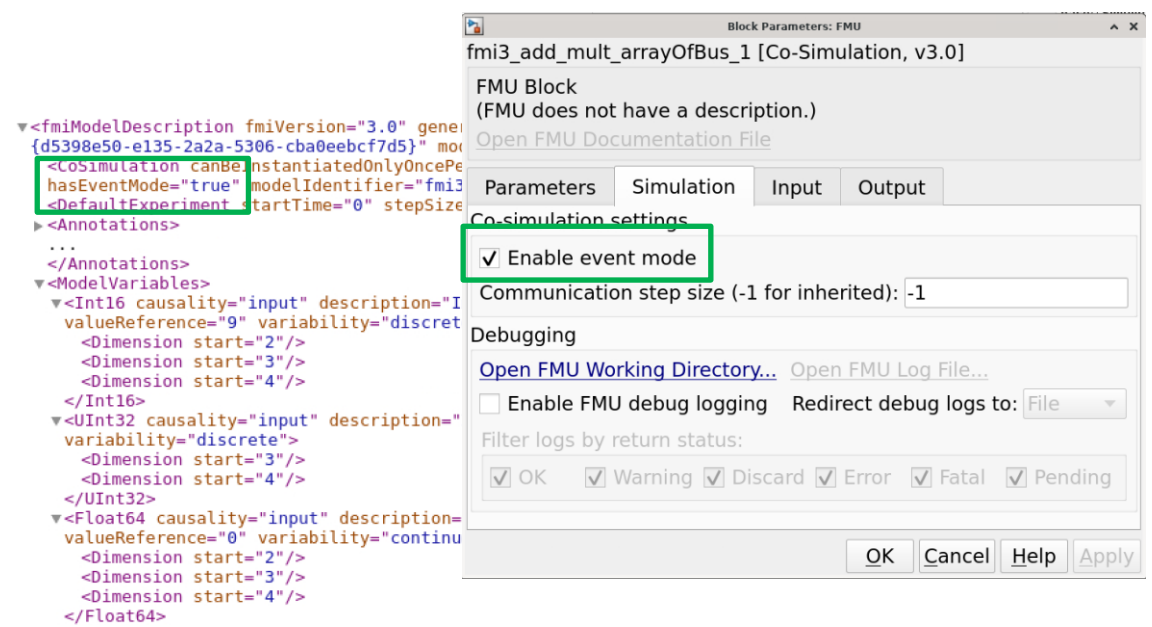 <fmiModelDescription fmiVersion="3.0" gener
{d5398e50-e135-2a2a-5306-cba0eebcf7d5}" mo
<CoSimulation canBeInstantiatedOnlyOncePe
hasEventMode="true" modelIdentifier="fmi3
<DefaultExperiment startTime="0" stepSize
<Annotations>
...
</Annotations>
<ModelVariables>
<Int16 causality="input" description="I
valueReference="9" variability="discret
<Dimension start="2"/>
<Dimension start="3"/>
<Dimension start="4"/>
</Int16>
<UInt32 causality="input" description="
variability="discrete">
<Dimension start="3"/>
<Dimension start="4"/>
</UInt32>
<Float64 causality="input" description=
valueReference="0" variability="continu
<Dimension start="2"/>
<Dimension start="3"/>
<Dimension start="4"/>
</Float64>
Block Parameters: FMU
fmi3_add_mult_arrayOfBus_1 [Co-Simulation, v3.0]
FMU Block
(FMU does not have a description.)
Open FMU Documentation File
Parameters Simulation Input Output
Co-simulation settings
Enable event mode
Communication step size (-1 for inherited): -1
Debugging
Open FMU Working Directory... Open FMU Log File...
Enable FMU debug logging Redirect debug logs to: File
Filter logs by return status:
OK Warning Discard Error Fatal Pending
OK Cancel Help Apply